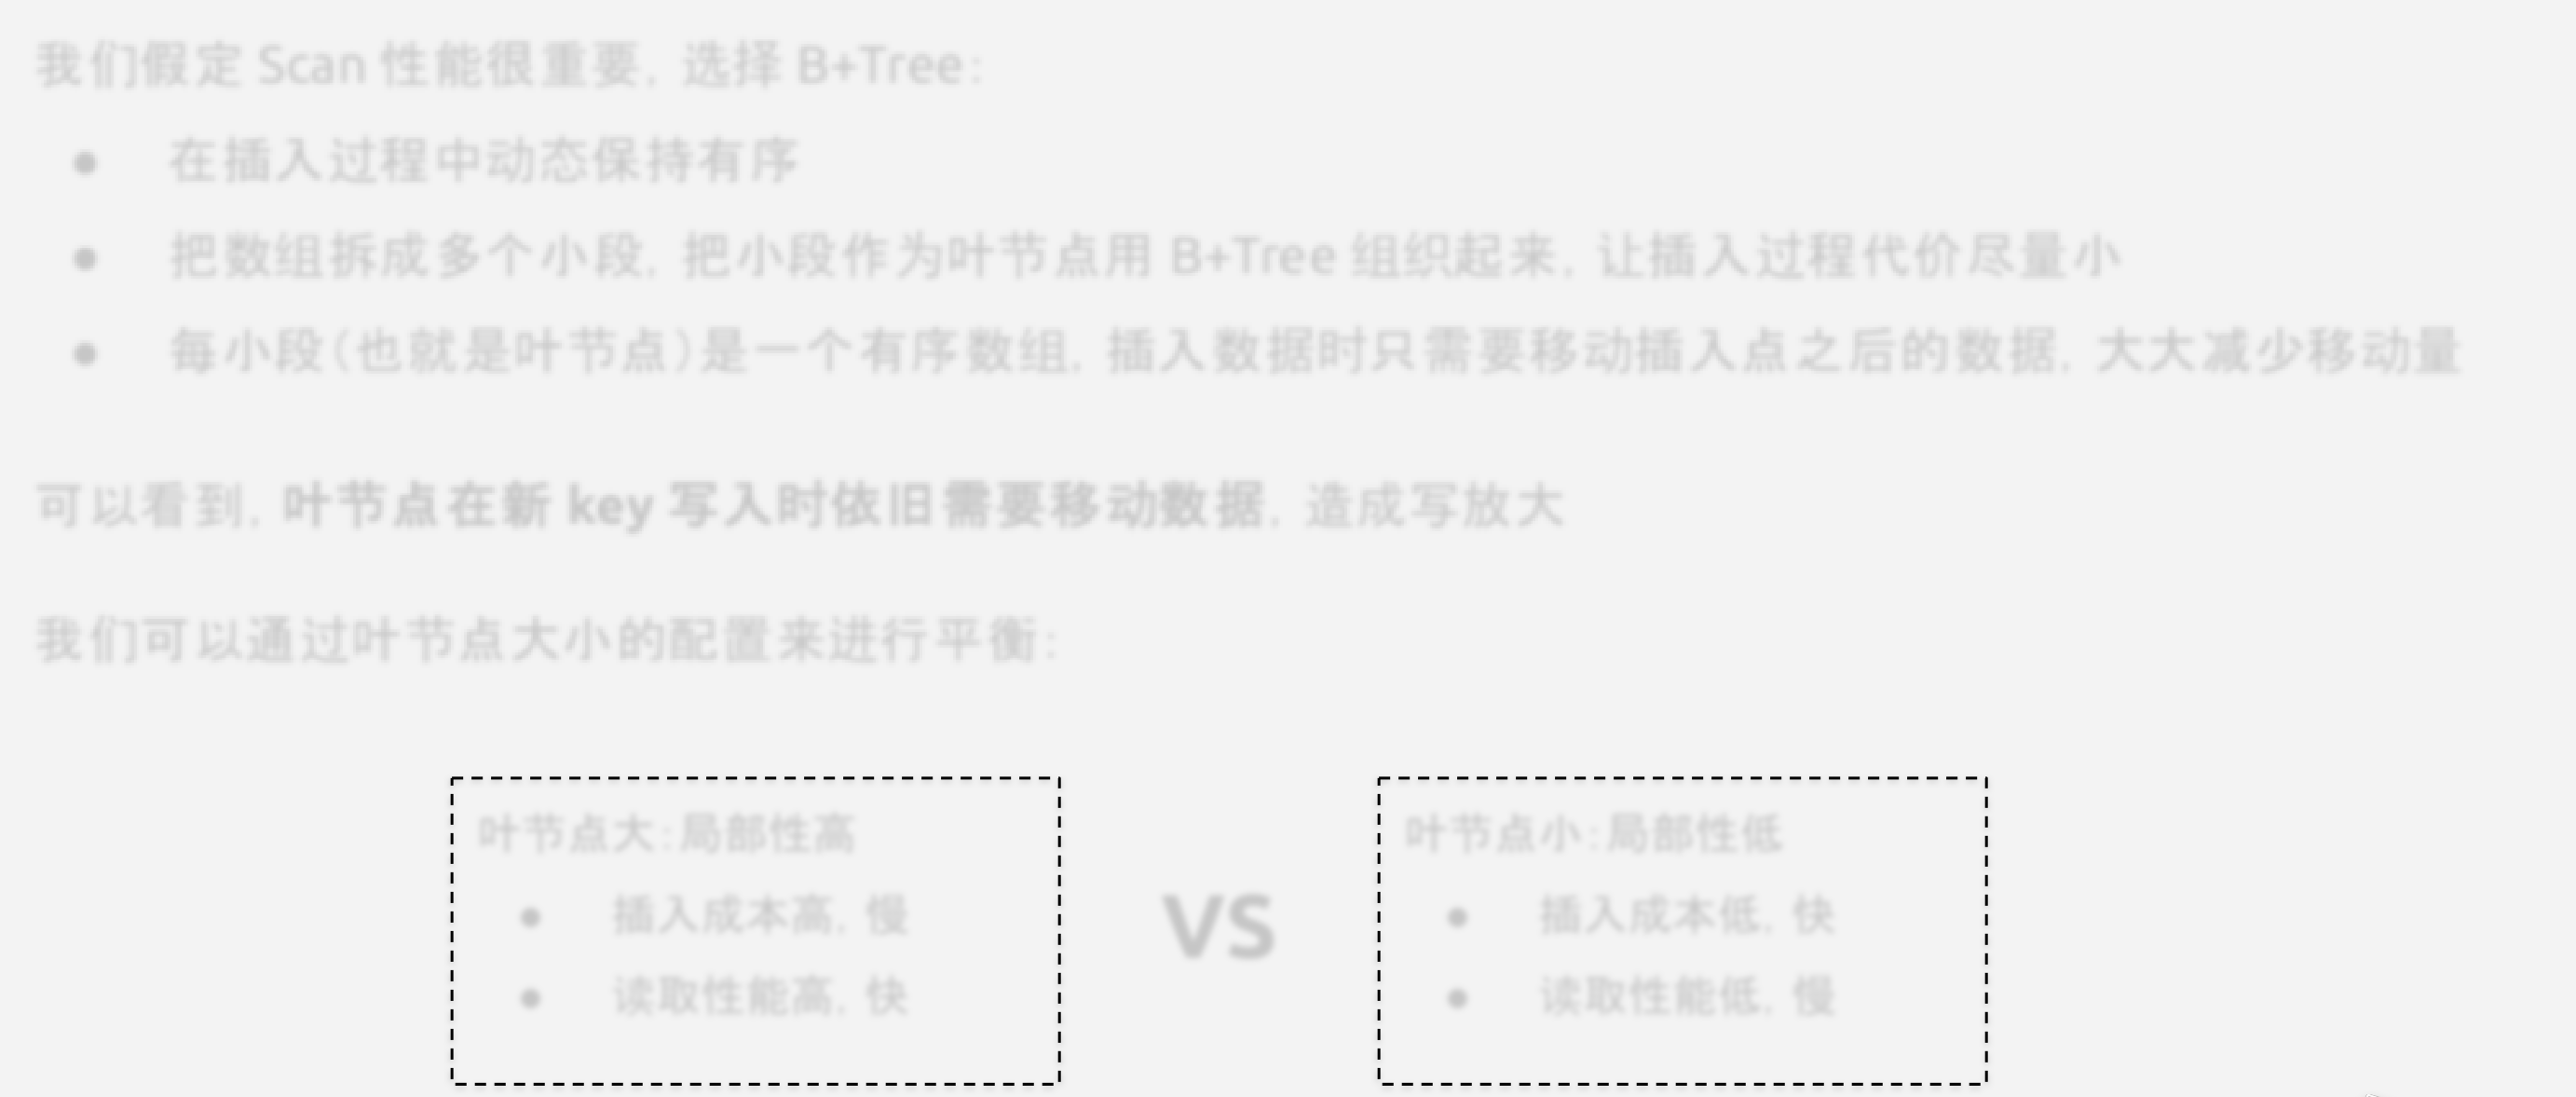 我们假定 Scan 性能很重要，选择 B+Tree：
● 在插入过程中动态保持有序
● 把数组拆成多个小段，把小段作为叶节点用 B+Tree 组织起来，让插入过程代价尽量小
● 每小段（也就是叶节点）是一个有序数组，插入数据时只需要移动插入点之后的数据，大大减少移动量
可以看到，叶节点在新 key 写入时依旧需要移动数据，造成写放大
我们可以通过叶节点大小的配置来进行平衡：
叶节点大：局部性高
● 插入成本高，慢
● 读取性能高，快
VS
叶节点小：局部性低
● 插入成本低，快
● 读取性能低，慢